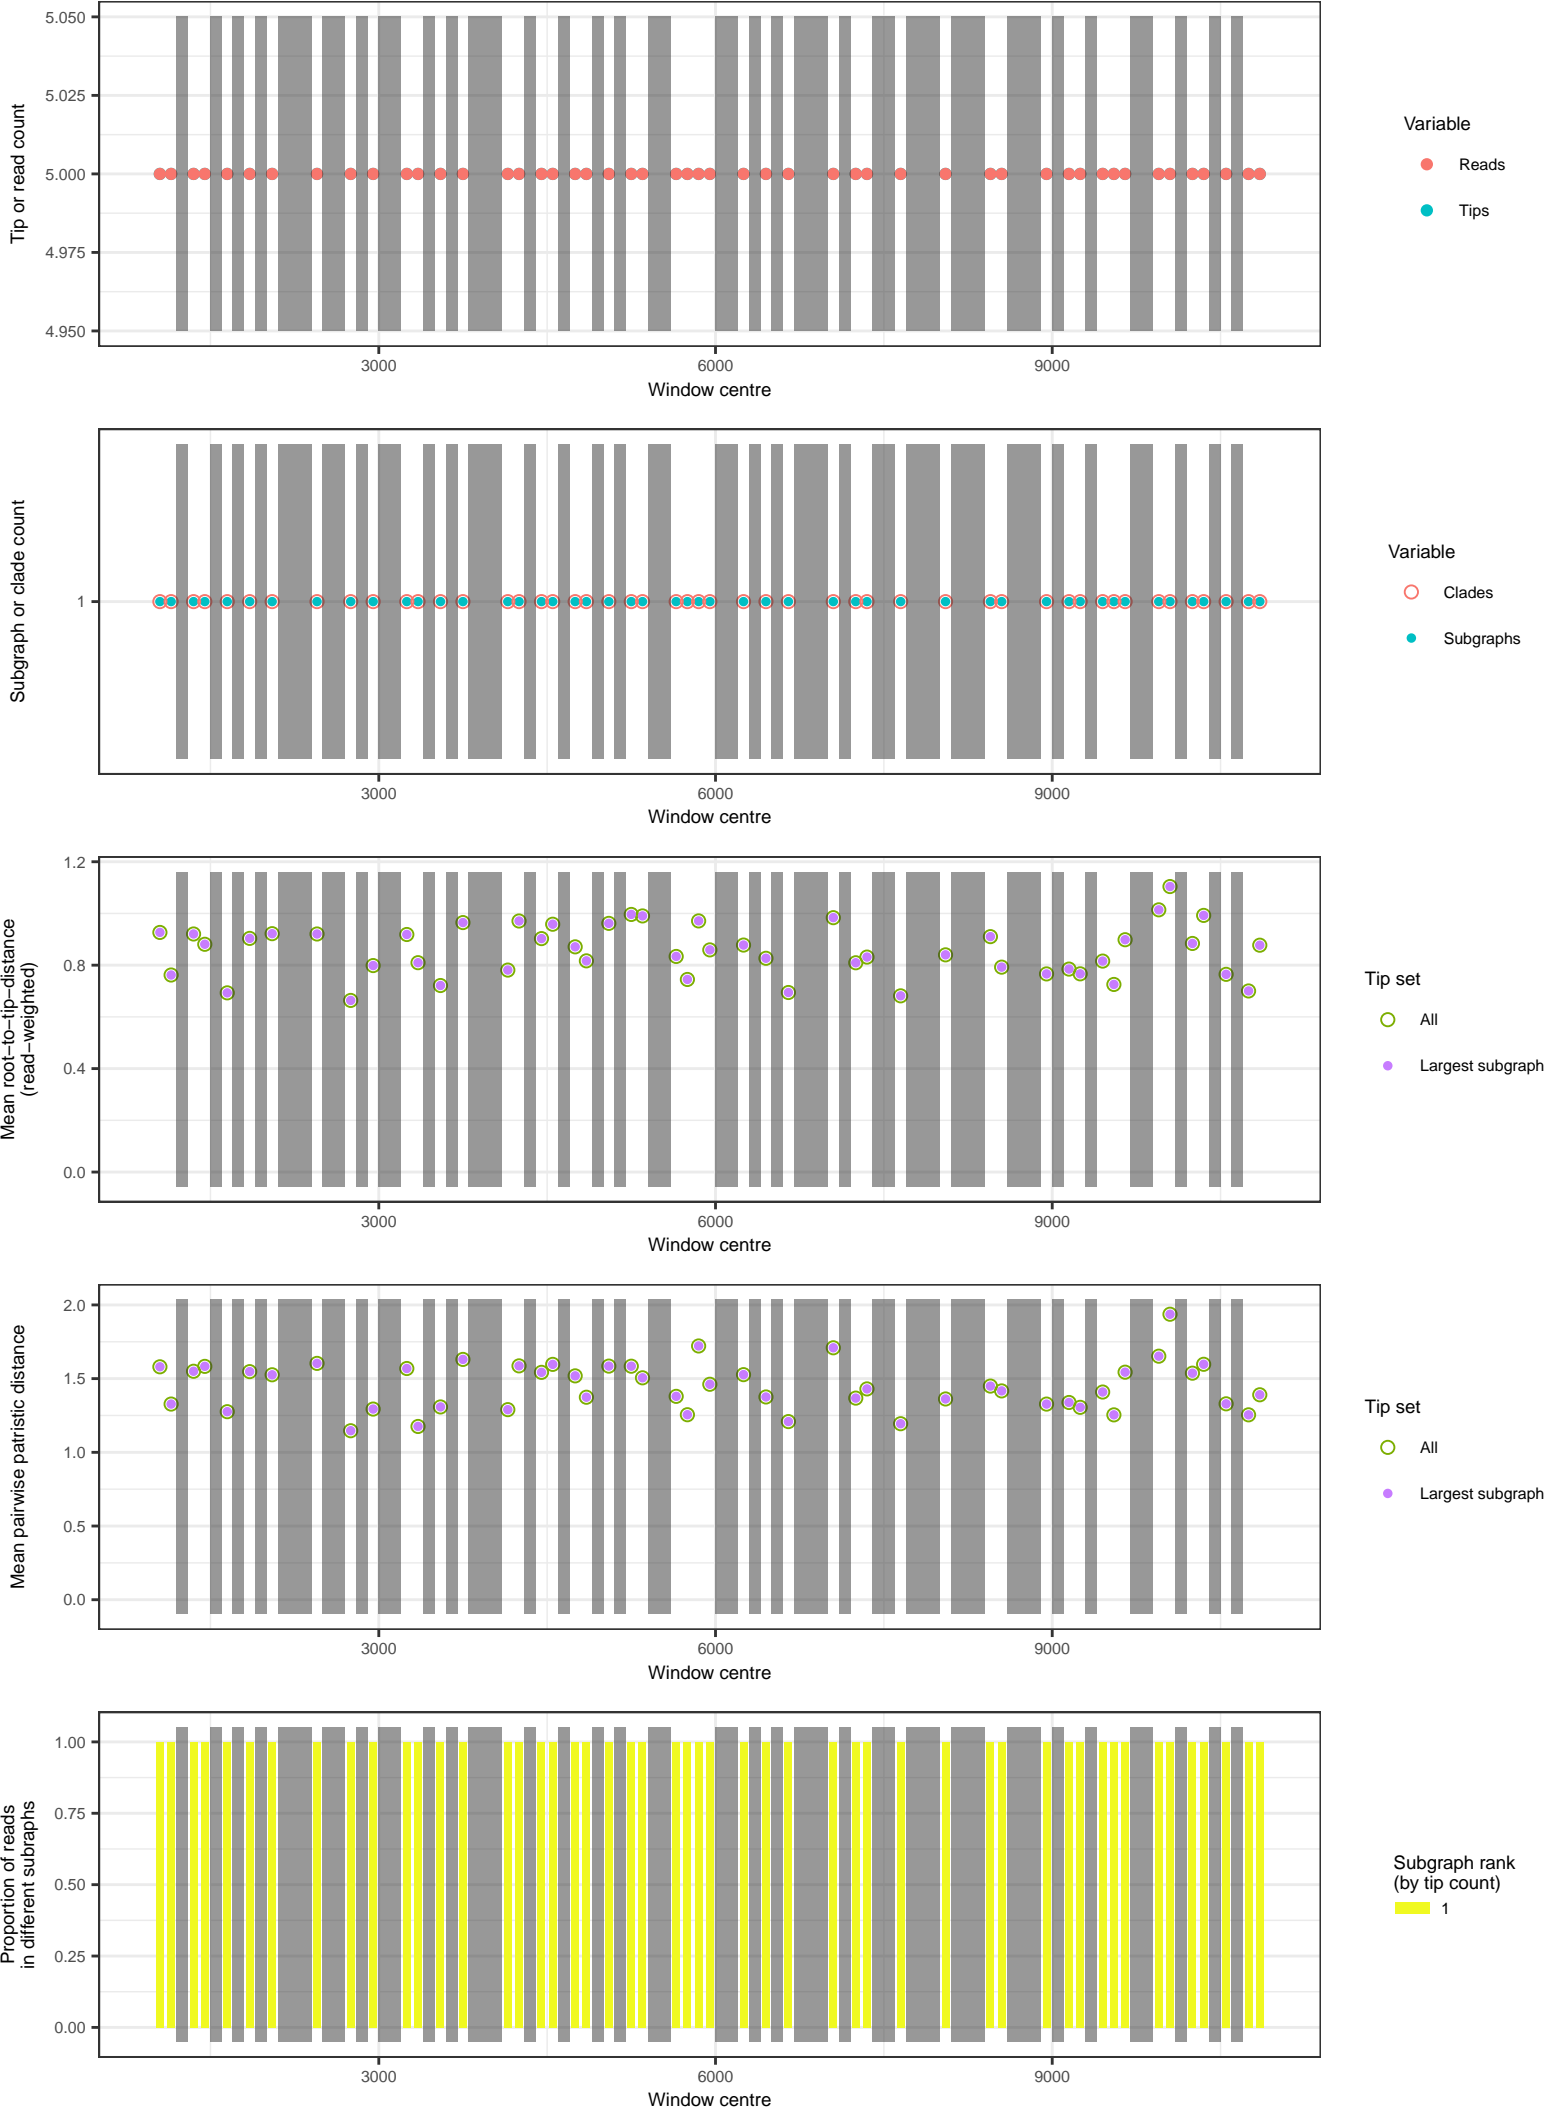 5.050
5.025
5.000
4.975
4.950
Tip or read count
3000 6000 9000
Window centre
Variable
Reads
Tips
1
Subgraph or clade count
3000 6000 9000
Window centre
Variable
Clades
Subgraphs
1.2
0.8
0.4
0.0
Mean root−to−tip−distance
(read−weighted)
3000 6000 9000
Window centre
Tip set
All
Largest subgraph
2.0
1.5
1.0
0.5
0.0
Mean pairwise patristic distance
3000 6000 9000
Window centre
Tip set
All
Largest subgraph
1.00
0.75
0.50
0.25
0.00
Proportion of reads
in different subraphs
3000 6000 9000
Window centre
Subgraph rank
(by tip count)
1